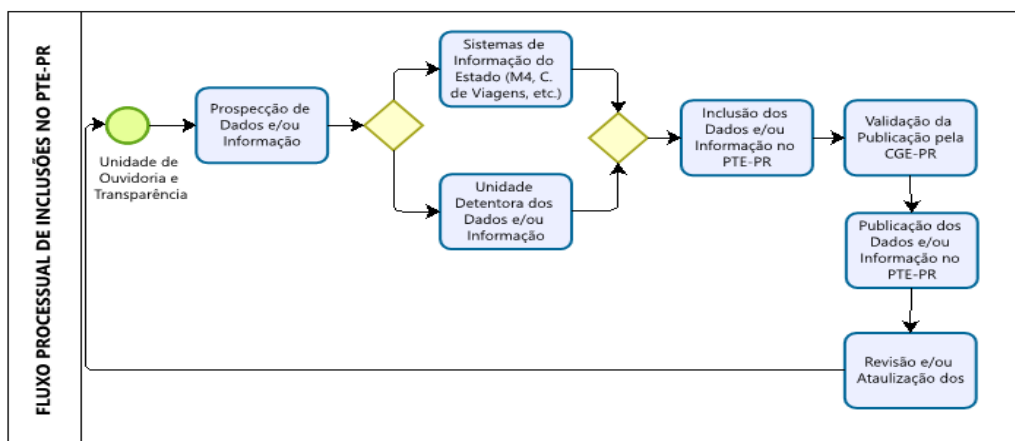 FLUXO PROCESSUAL DE INCLUSÕES NO PTE-PR
Unidade de
Ouvidoria e
Transparência
Prospecção de
Dados e/ou
Informação
Sistemas de
Informação do
Estado (M4, C.
de Viagens, etc.)
Unidade
Detentora dos
Dados e/ou
Informação
Inclusão dos
Dados e/ou
Informação no
PTE-PR
Validação da
Publicação pela
CGE-PR
Publicação dos
Dados e/ou
Informação no
PTE-PR
Revisão e/ou
Ataulização dos